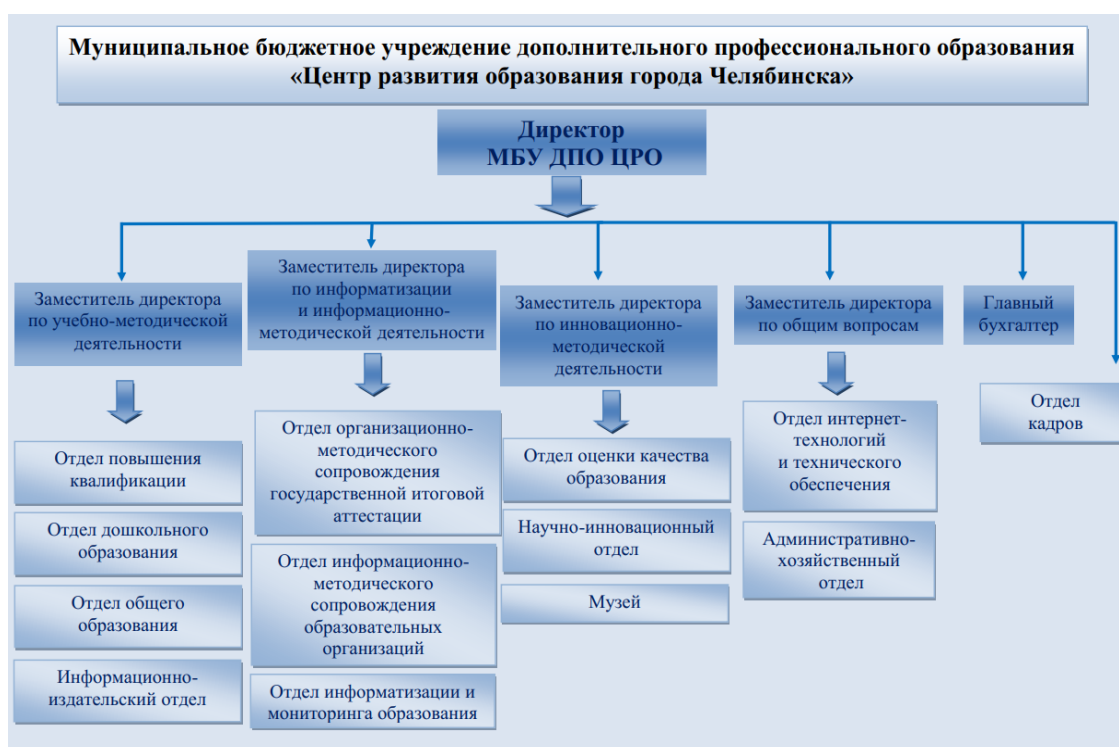 Муниципальное бюджетное учреждение дополнительного профессионального образования
«Центр развития образования города Челябинска»
Директор
МБУ ДПО ЦРО
Заместитель директора
по учебно-методической
деятельности
Отдел повышения
квалификации
Отдел дошкольного
образования
Отдел общего
образования
Информационно-
издательский отдел
Заместитель директора
по информатизации
и информационно-
методической деятельности
Отдел организационно-
методического
сопровождения
государственной итоговой
аттестации
Отдел информационно-
методического
сопровождения
образовательных
организаций
Отдел информатизации и
мониторинга образования
Заместитель директора
по инновационно-
методической
деятельности
Отдел оценки качества
образования
Научно-инновационный
отдел
Музей
Заместитель директора
по общим вопросам
Отдел интернет-
технологий
и технического
обеспечения
Административно-
хозяйственный
отдел
Главный
бухгалтер
Отдел
кадров